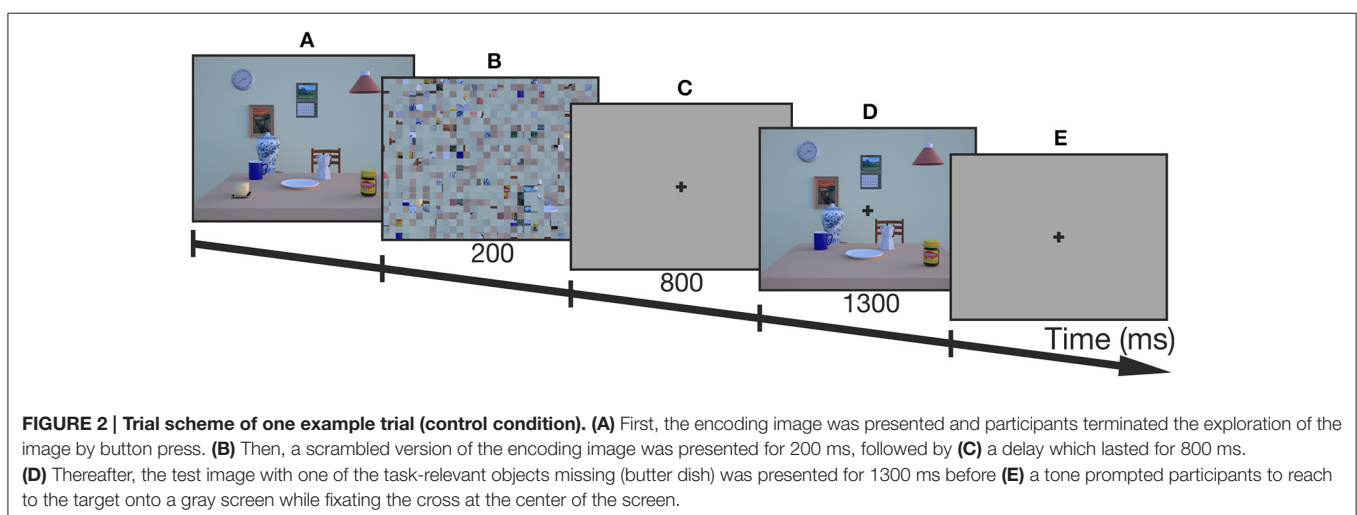 A
B
C
D
E
200
800
1300
Time (ms)
FIGURE 2 | Trial scheme of one example trial (control condition). (A) First, the encoding image was presented and participants terminated the exploration of the
image by button press. (B) Then, a scrambled version of the encoding image was presented for 200 ms, followed by (C) a delay which lasted for 800 ms.
(D) Thereafter, the test image with one of the task-relevant objects missing (butter dish) was presented for 1300 ms before (E) a tone prompted participants to reach
to the target onto a gray screen while fixating the cross at the center of the screen.